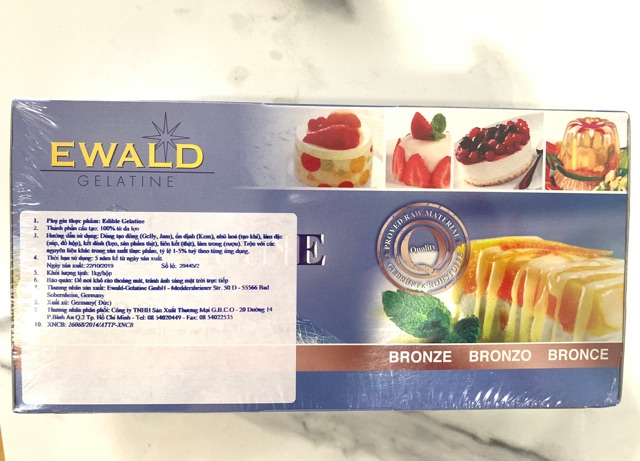 EWALD
GELATINE
1. Phụ gia thực phẩm: Edible Gelatine
2. Thành phần cấu tạo: 100% từ da lợn
3. Hướng dẫn sử dụng: Dùng tạo đông (Gelly, Jam), ổn định (Kem), nhũ hoá (tạo khí), làm đặc
(súp, đồ hộp), kết dính (kẹo, sản phẩm thịt), liên kết (thịt), làm trong (rượu). Trộn với các
nguyên liệu khác trong sản xuất thực phẩm, tỷ lệ 1-5% tuỳ theo từng ứng dụng.
4. Thời hạn sử dụng: 5 năm kể từ ngày sản xuất.
Ngày sản xuất: 22/10/2019 Số lô: 29445/2
5. Khối lượng tịnh: 1kg/hộp
6. Bảo quản: Để nơi khô ráo thoáng mát, tránh ánh sáng mặt trời trực tiếp
7. Thương nhân sản xuất: Ewald-Gelatine GmbH - Meddersheimer Str. 50 D - 55566 Bad
Sobernheim, Germany
8. Xuất xứ: Germany( Đức)
9. Thương nhân phân phối: Công ty TNHH Sản Xuất Thương Mại G.B.C.O - 20 Đường 14
P.Bình An Q.2 Tp. Hồ Chí Minh - Tel: 08 54020449 - Fax: 08 54022535
10. XNCB: 26068/2014/ATTP-XNCB
NE
PROVED RAW MATERIAL
Quality
BRONZE BRONZO BRONCE